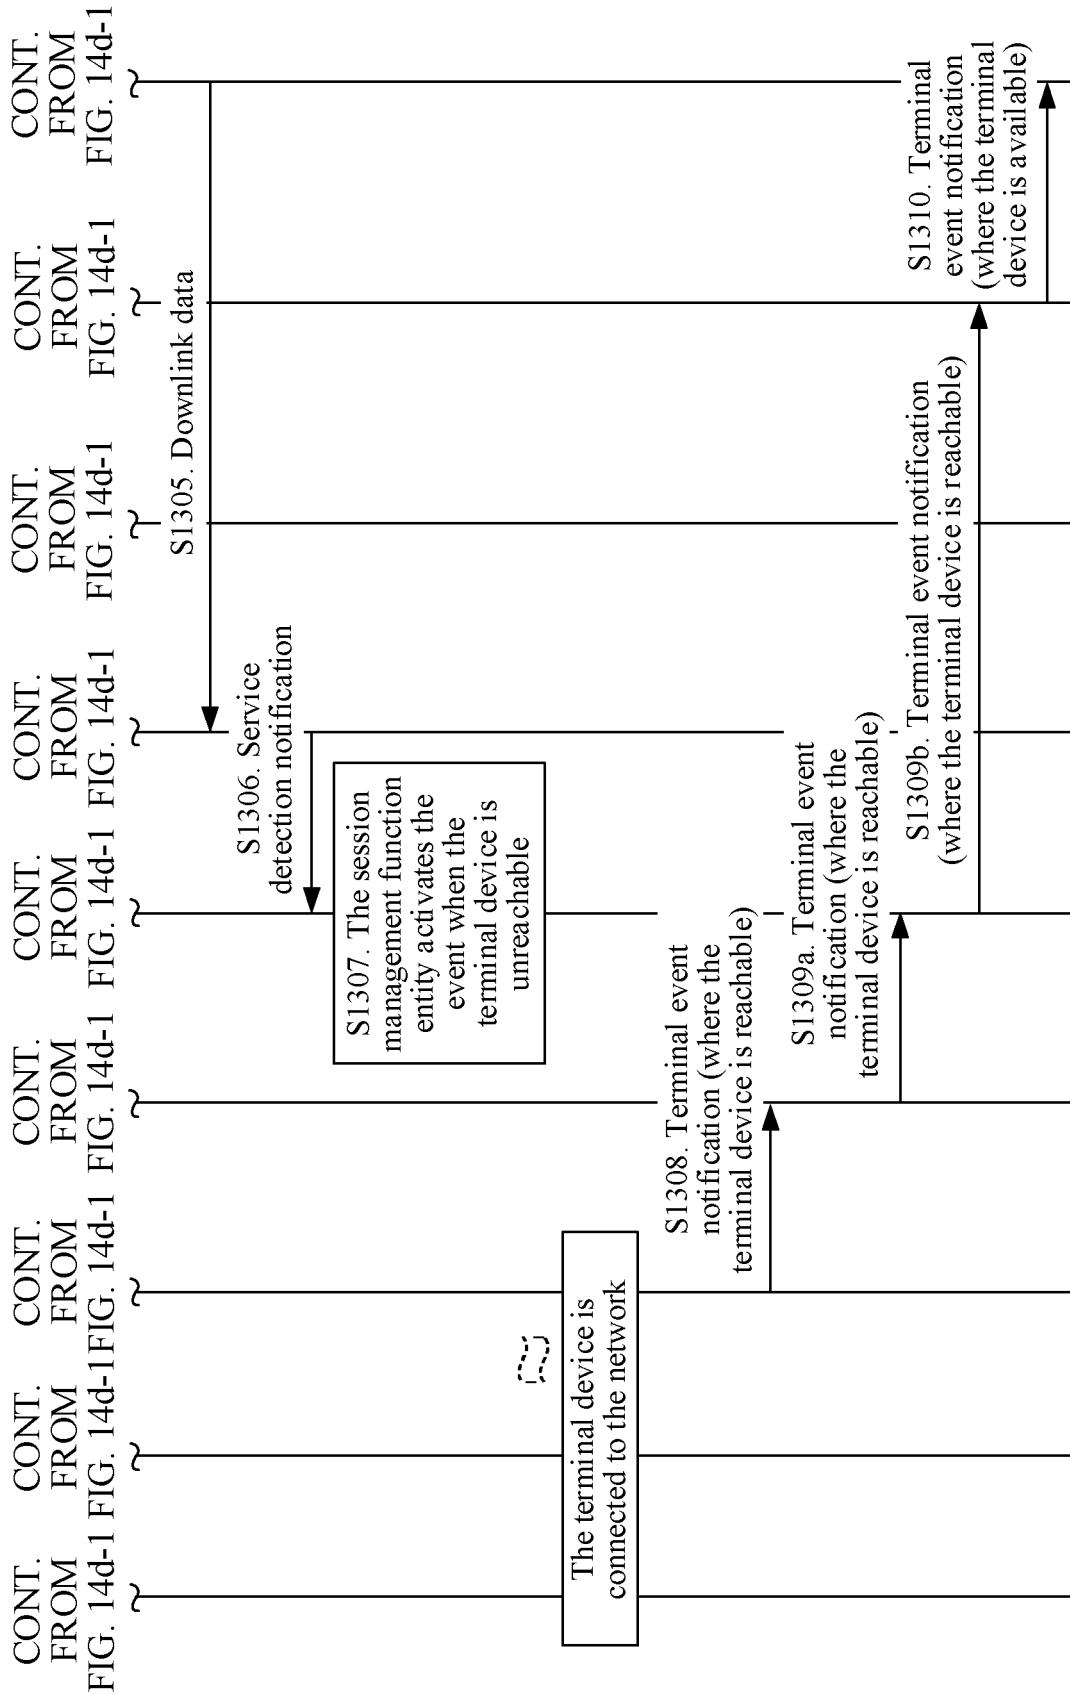 CONT.
FROM
FIG. 14d-1
CONT.
FROM
FIG. 14d-1
CONT.
FROM
FIG. 14d-1
CONT.
FROM
FIG. 14d-1
CONT.
FROM
FIG. 14d-1
CONT.
FROM
FIG. 14d-1
CONT.
FROM
FIG. 14d-1
CONT.
FROM
FIG. 14d-1
CONT.
FROM
FIG. 14d-1
S1305. Downlink data
S1306. Service
detection notification
S1307. The session
management function
entity activates the
event when the
terminal device is
unreachable
The terminal device is
connected to the network
S1308. Terminal event
notification (where the
terminal device is reachable)
S1309a. Terminal event
notification (where the
terminal device is reachable)
S1309b. Terminal event notification
(where the terminal device is reachable)
S1310. Terminal
event notification
(where the terminal
device is available)